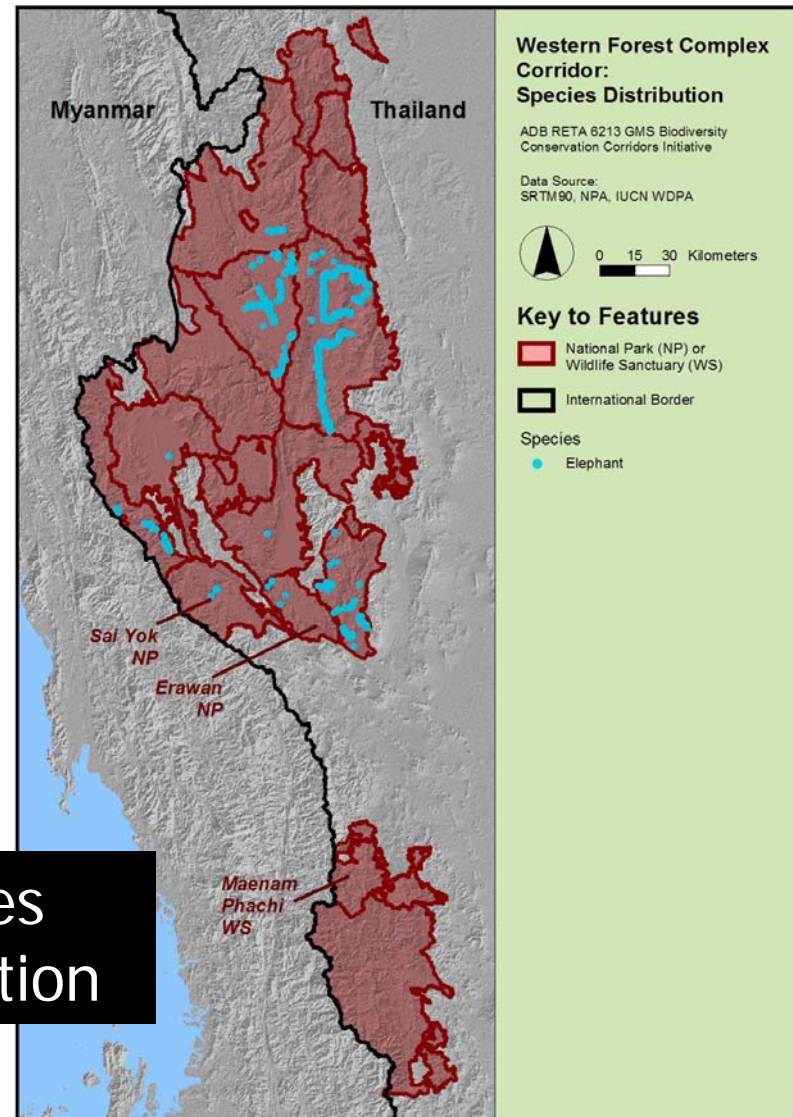 Myanmar
Thailand
Sai Yok
NP
Erawan
NP
Maenam
Phachi
WS
Western Forest Complex
Corridor:
Species Distribution
ADB RETA 6213 GMS Biodiversity
Conservation Corridors Initiative
Data Source:
SRTM90, NPA, IUCN WDPA
0 15 30 Kilometers
Key to Features
National Park (NP) or
Wildlife Sanctuary (WS)
International Border
Species
Elephant
es
tion